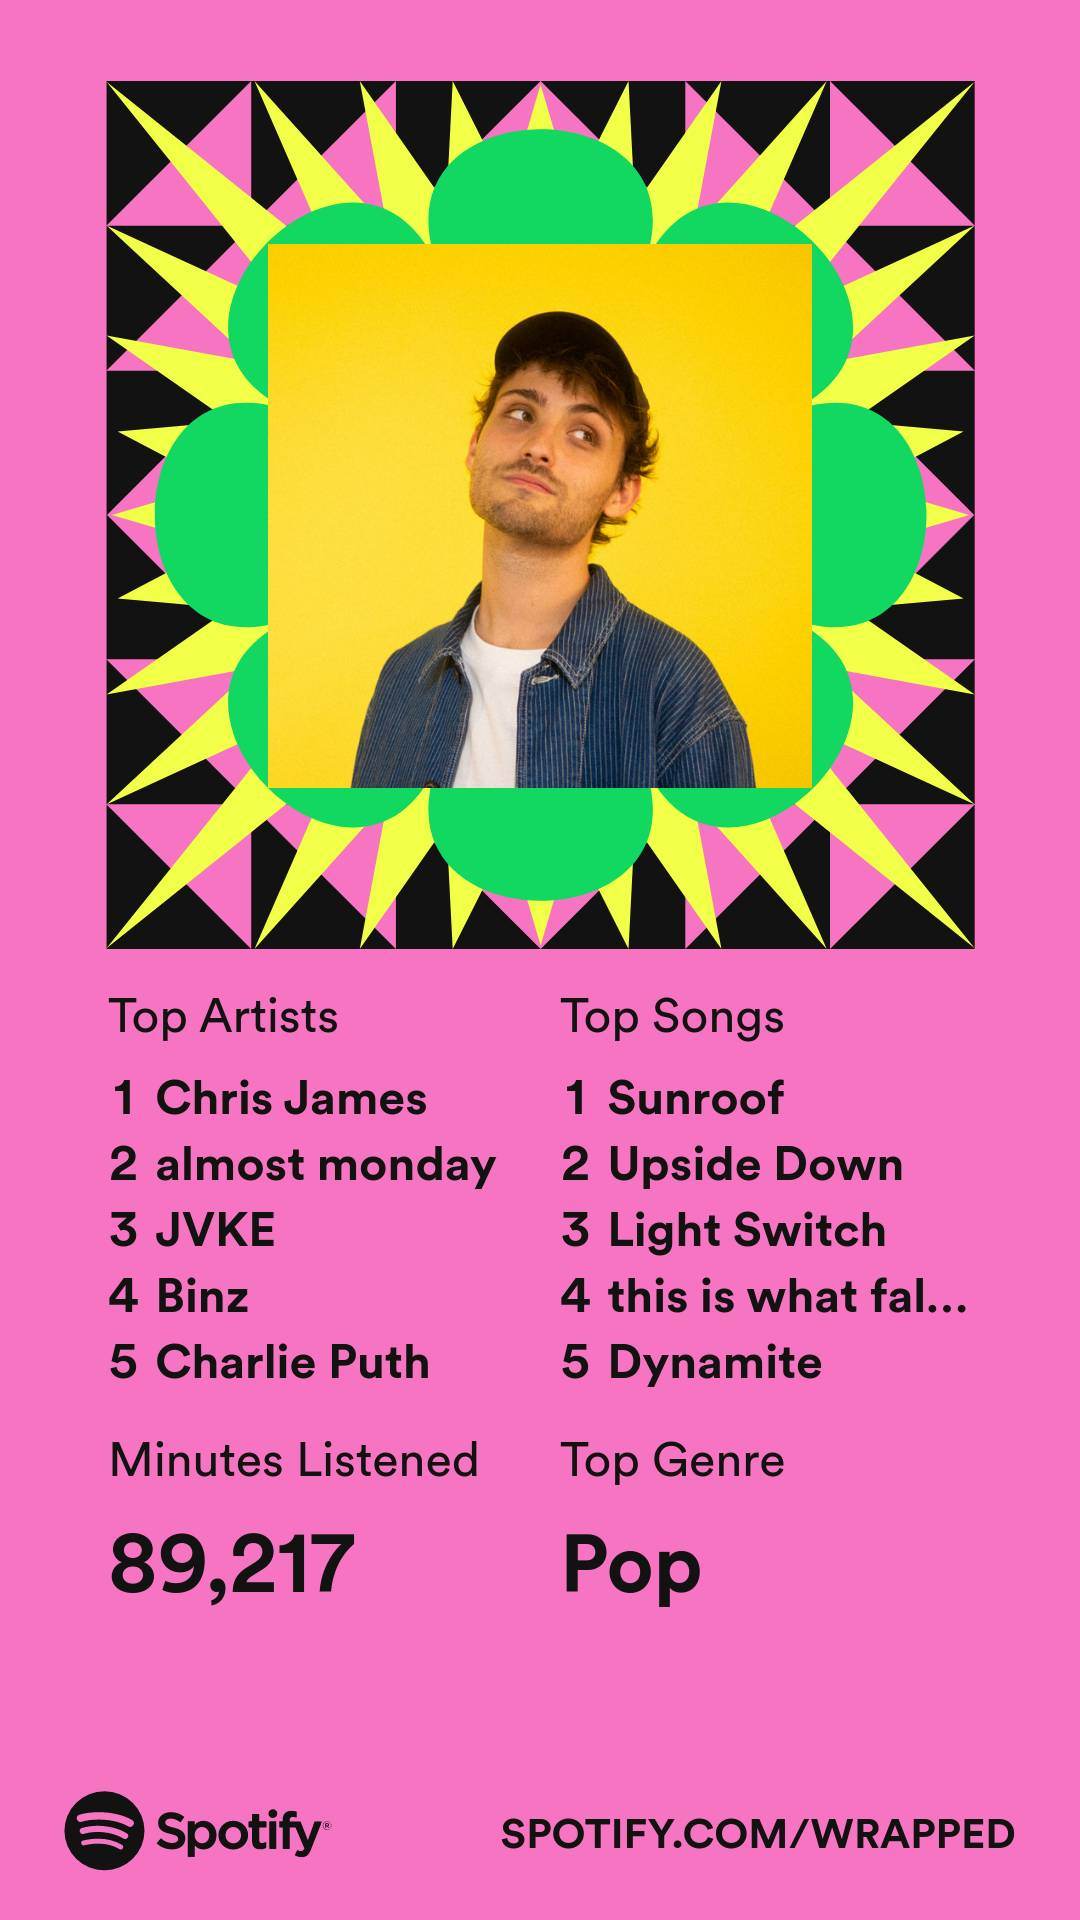 Top Artists
1 Chris James
2 almost monday
3 JVKE
4 Binz
5 Charlie Puth
Top Songs
1 Sunroof
2 Upside Down
3 Light Switch
4 this is what fal...
5 Dynamite
Minutes Listened
89,217
Top Genre
Pop
Spotify®
SPOTIFY.COM/WRAPPED